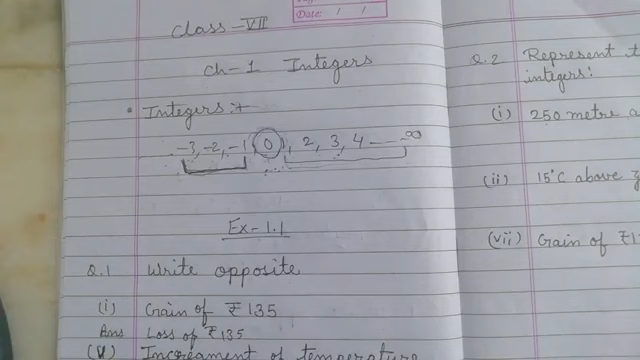 Date: / /
Class-VII
Ch-1 Integers
• Integers :+
-3, -2, -1, 0, 2, 3, 4 --- ∞
Ex-1.1
Q.1 Write opposite
(i) Gain of ₹135
Ans Loss of ₹135
(V) Increament of temperature
Q.2 Represent
integers:
(i) 250 metre
(ii) 15°C above
(vii) Gain of